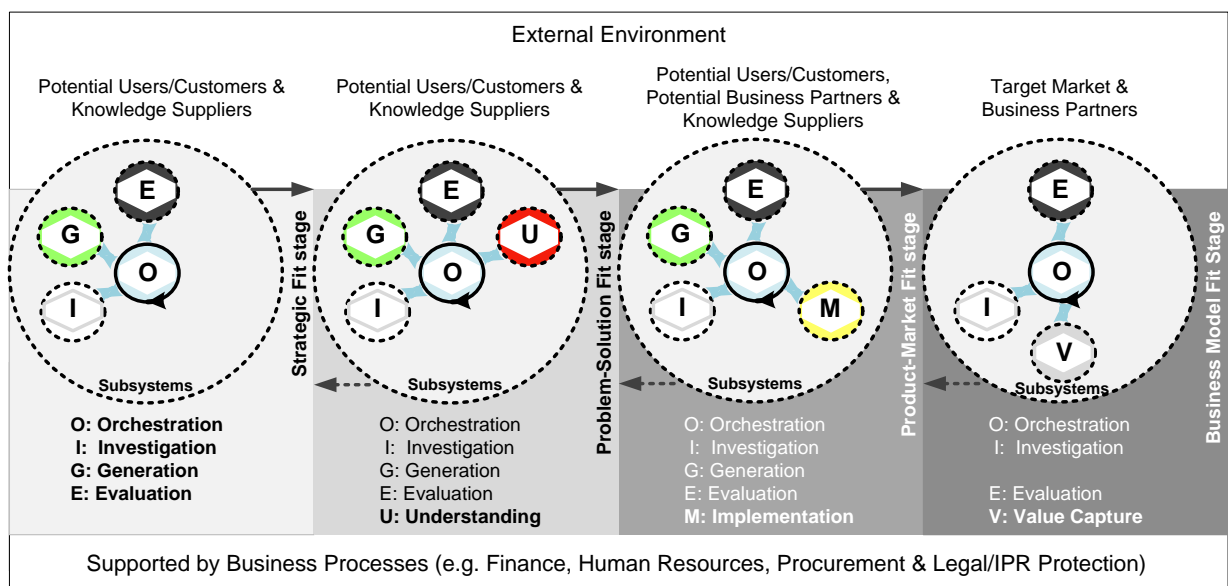 External Environment
Potential Users/Customers &
Knowledge Suppliers
E
G
O
I
Subsystems
O: Orchestration
I: Investigation
G: Generation
E: Evaluation
Strategic Fit stage
Potential Users/Customers &
Knowledge Suppliers
E
G
U
O
I
Subsystems
O: Orchestration
I: Investigation
G: Generation
E: Evaluation
U: Understanding
Problem-Solution Fit stage
Potential Users/Customers,
Potential Business Partners &
Knowledge Suppliers
E
G
O
I
M
Subsystems
O: Orchestration
I: Investigation
G: Generation
E: Evaluation
M: Implementation
Product-Market Fit stage
Target Market &
Business Partners
E
O
I
V
Subsystems
O: Orchestration
I: Investigation
E: Evaluation
V: Value Capture
Business Model Fit Stage
Supported by Business Processes (e.g. Finance, Human Resources, Procurement & Legal/IPR Protection)